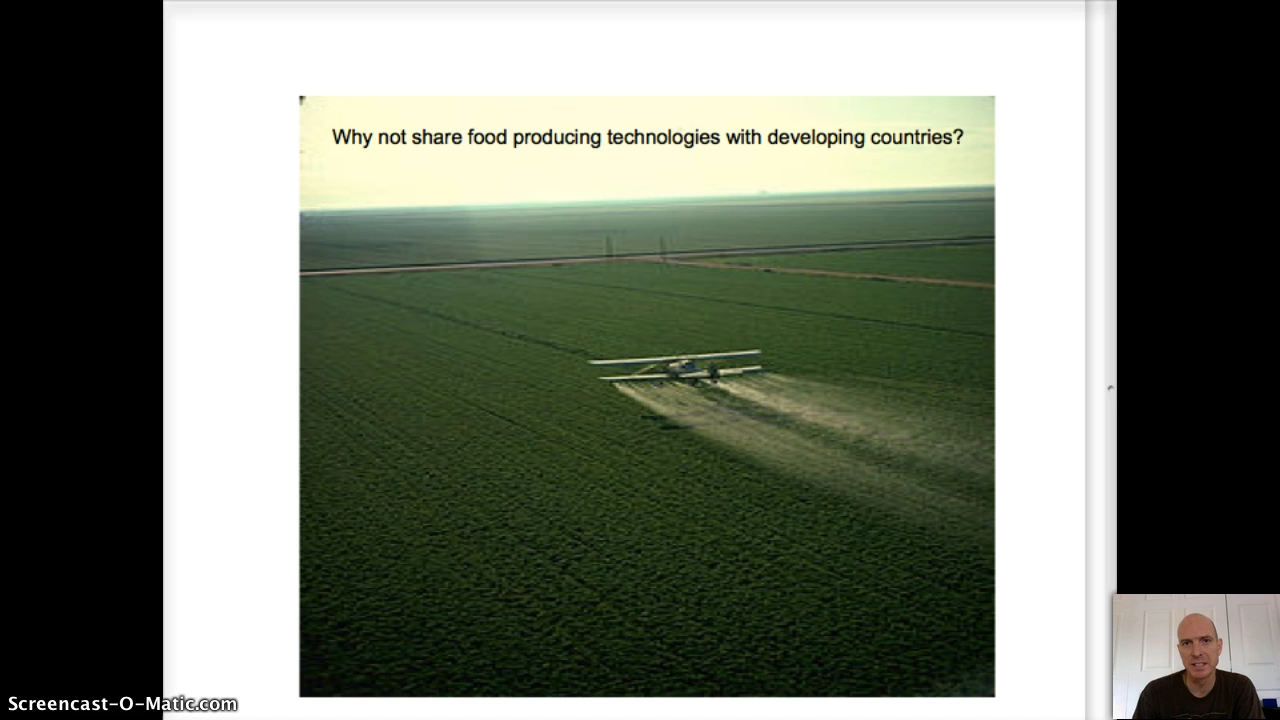 Why not share food producing technologies with developing countries?
Screencast-O-Matic.com